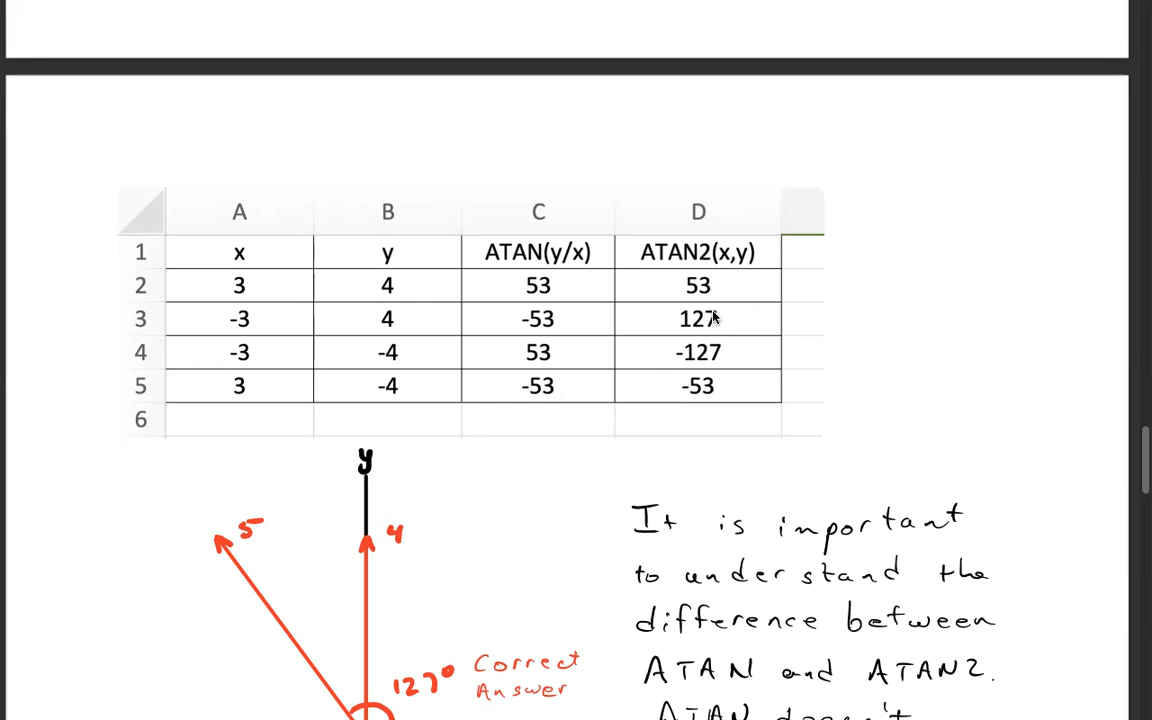 A B C D
1 x y ATAN(y/x) ATAN2(x,y)
2 3 4 53 53
3 -3 4 -53 127
4 -3 -4 53 -127
5 3 -4 -53 -53
6
y
5
4
127° Correct
Answer
It is important
to understand the
difference between
ATAN and ATAN2.
ATAN doesn't